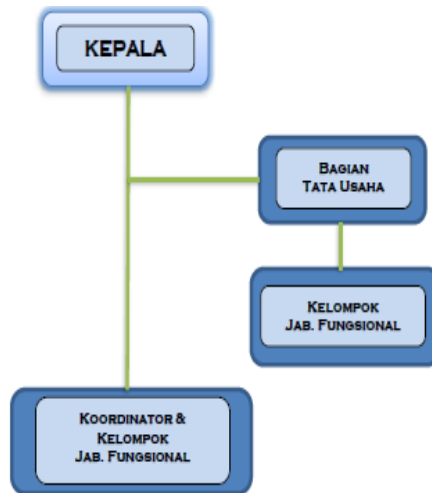 KEPALA
BAGIAN
TATA USAHA
KELOMPOK
JAB. FUNGSIONAL
KOORDINATOR &
KELOMPOK
JAB. FUNGSIONAL